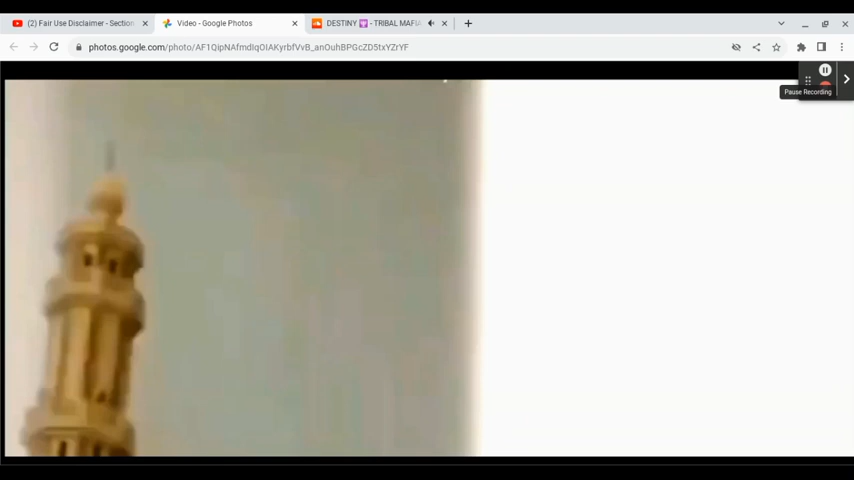 (2) Fair Use Disclaimer - Section
Video - Google Photos
DESTINY ⚛️ - TRIBAL MAFIA
photos.google.com/photo/AF1QipNAfmdIqOIAKyrbfVvB_anOuhBPGcZD5txYZrYF
Pause Recording